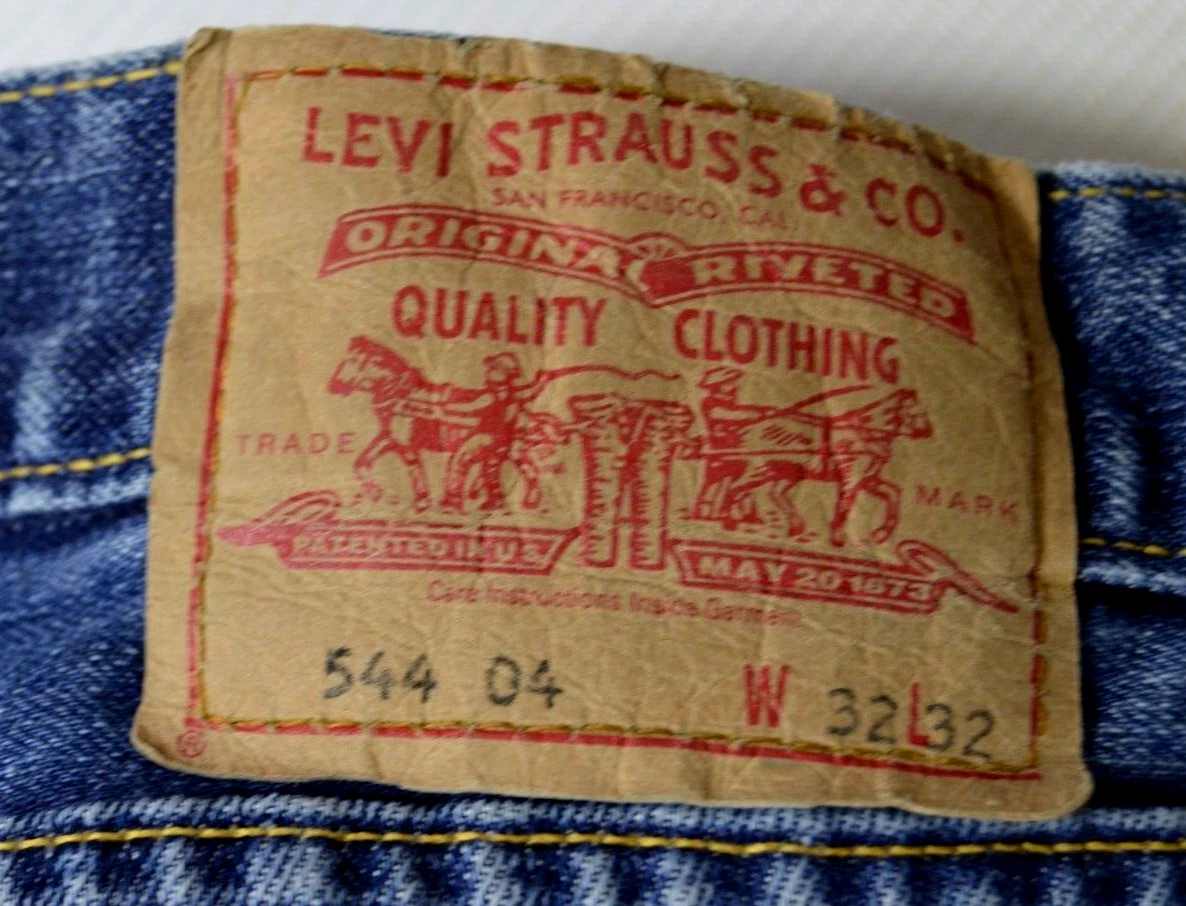 LEVI STRAUSS & CO.
SAN FRANCISCO, CAL.
ORIGINAL RIVETED
QUALITY CLOTHING
TRADE MARK
PATENTED IN U.S. MAY 20 1873
Care Instructions Inside Garment
544 04 W 32 L 32
®